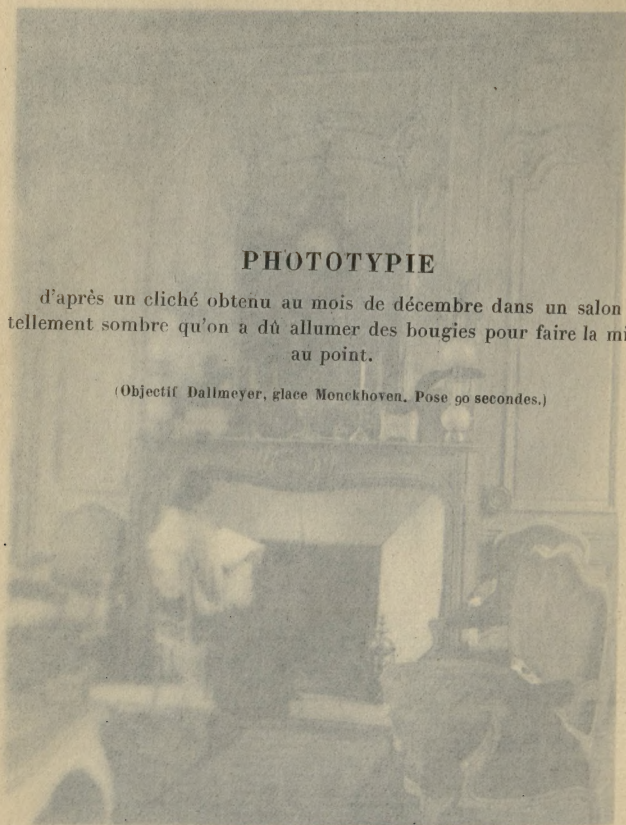 PHOTOTYPIE
d'après un cliché obtenu au mois de décembre dans un salon
tellement sombre qu'on a dû allumer des bougies pour faire la mi
au point.
(Objectif Dallmeyer, glace Monckhoven. Pose 90 secondes.)